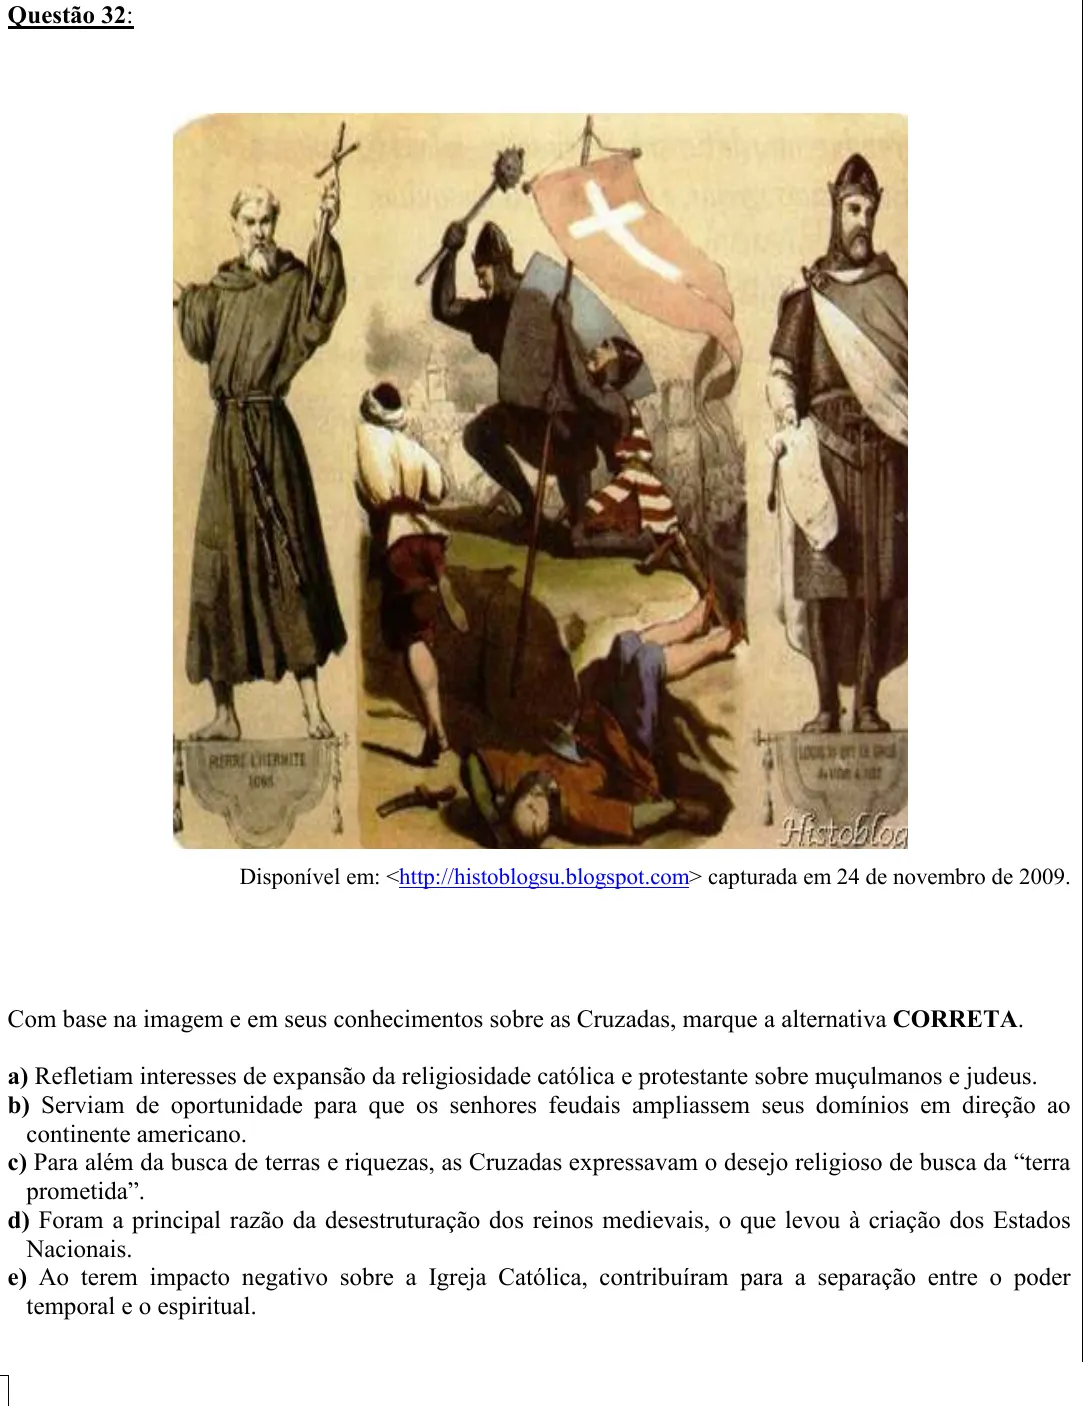 Questão 32:
PIERRE L'HERMITE
Histoblog
Disponível em: <http://histoblogsu.blogspot.com> capturada em 24 de novembro de 2009.
Com base na imagem e em seus conhecimentos sobre as Cruzadas, marque a alternativa CORRETA.
a) Refletiam interesses de expansão da religiosidade católica e protestante sobre muçulmanos e judeus.
b) Serviam de oportunidade para que os senhores feudais ampliassem seus domínios em direção ao
continente americano.
c) Para além da busca de terras e riquezas, as Cruzadas expressavam o desejo religioso de busca da “terra
prometida”.
d) Foram a principal razão da desestruturação dos reinos medievais, o que levou à criação dos Estados
Nacionais.
e) Ao terem impacto negativo sobre a Igreja Católica, contribuíram para a separação entre o poder
temporal e o espiritual.